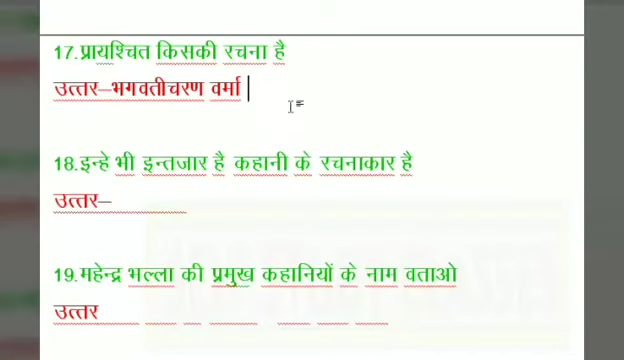 17.प्रायश्चित किसकी रचना है
उत्तर–भगवतीचरण वर्मा
18.इन्हे भी इन्तजार है कहानी के रचनाकार है
उत्तर–
19.महेन्द्र भल्ला की प्रमुख कहानियों के नाम वताओ
उत्तर